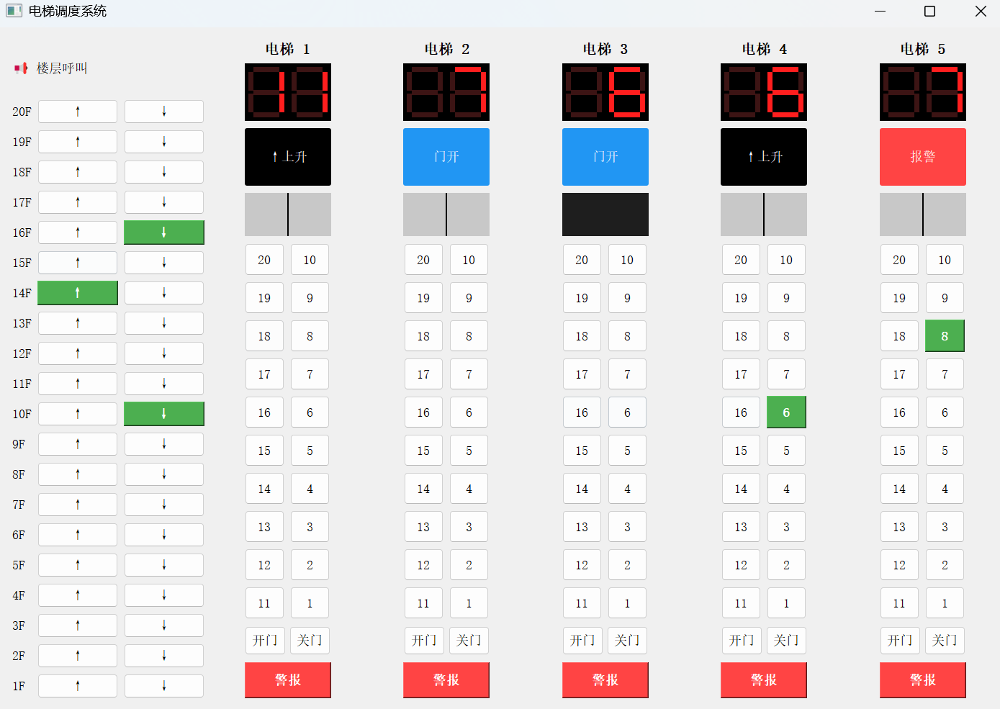 电梯调度系统
楼层呼叫
20F ↑ ↓
19F ↑ ↓
18F ↑ ↓
17F ↑ ↓
16F ↑ ↓
15F ↑ ↓
14F ↑ ↓
13F ↑ ↓
12F ↑ ↓
11F ↑ ↓
10F ↑ ↓
9F ↑ ↓
8F ↑ ↓
7F ↑ ↓
6F ↑ ↓
5F ↑ ↓
4F ↑ ↓
3F ↑ ↓
2F ↑ ↓
1F ↑ ↓
电梯 1
11
↑上升
20 10
19 9
18 8
17 7
16 6
15 5
14 4
13 3
12 2
11 1
开门 关门
警报
电梯 2
7
门开
20 10
19 9
18 8
17 7
16 6
15 5
14 4
13 3
12 2
11 1
开门 关门
警报
电梯 3
6
门开
20 10
19 9
18 8
17 7
16 6
15 5
14 4
13 3
12 2
11 1
开门 关门
警报
电梯 4
6
↑上升
20 10
19 9
18 8
17 7
16 6
15 5
14 4
13 3
12 2
11 1
开门 关门
警报
电梯 5
7
报警
20 10
19 9
18 8
17 7
16 6
15 5
14 4
13 3
12 2
11 1
开门 关门
警报